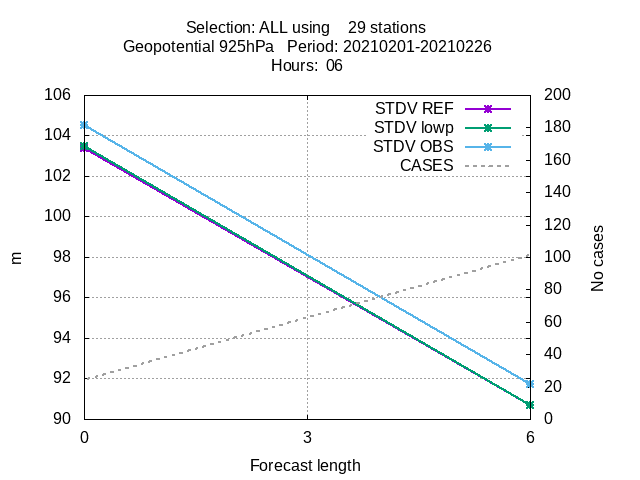 Selection: ALL using    29 stations
Geopotential 925hPa   Period: 20210201-20210226
Hours:  06
STDV REF
STDV lowp
STDV OBS
CASES
106
104
102
100
98
96
94
92
90
m
200
180
160
140
120
100
80
60
40
20
0
No cases
0
3
6
Forecast length